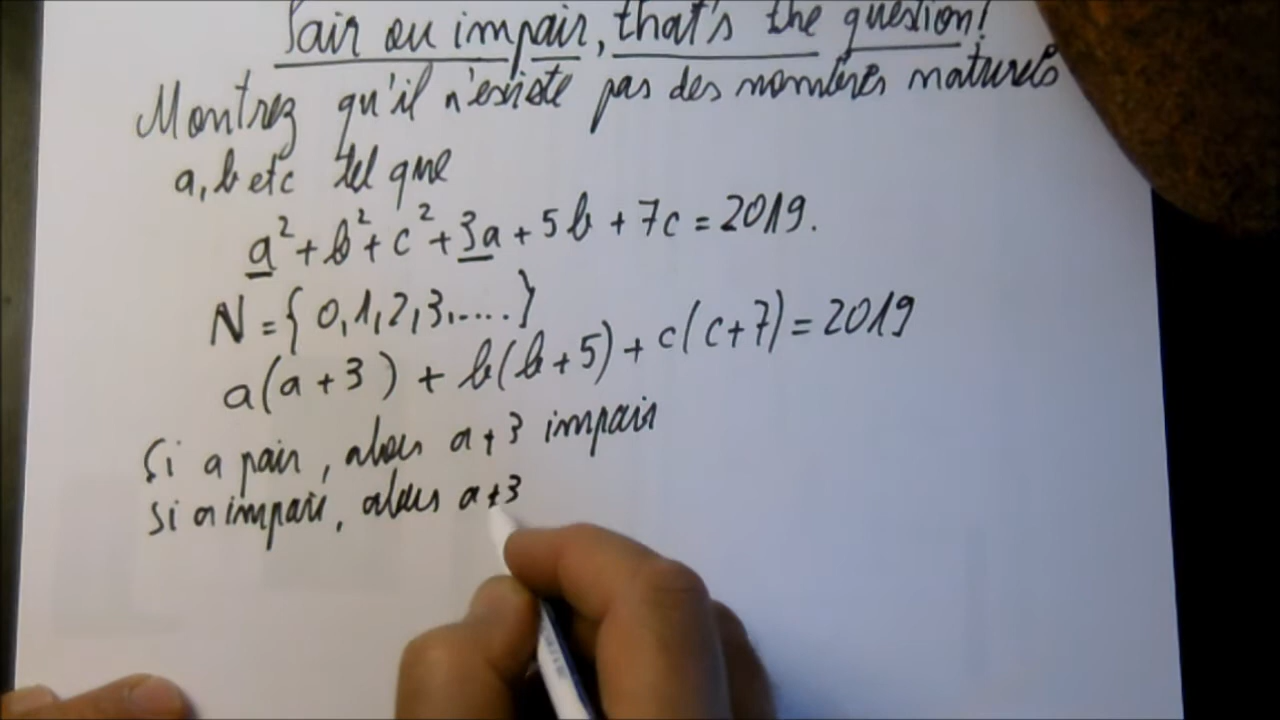 Pair ou impair, that's the question!
Montrez qu'il n'existe pas des nombres naturels
a, b et c tel que
a² + b² + c² + 3a + 5b + 7c = 2019.
N = { 0, 1, 2, 3, .... }
a(a + 3) + b(b + 5) + c(c + 7) = 2019
Si a pair, alors a + 3 impair
Si a impair, alors a + 3